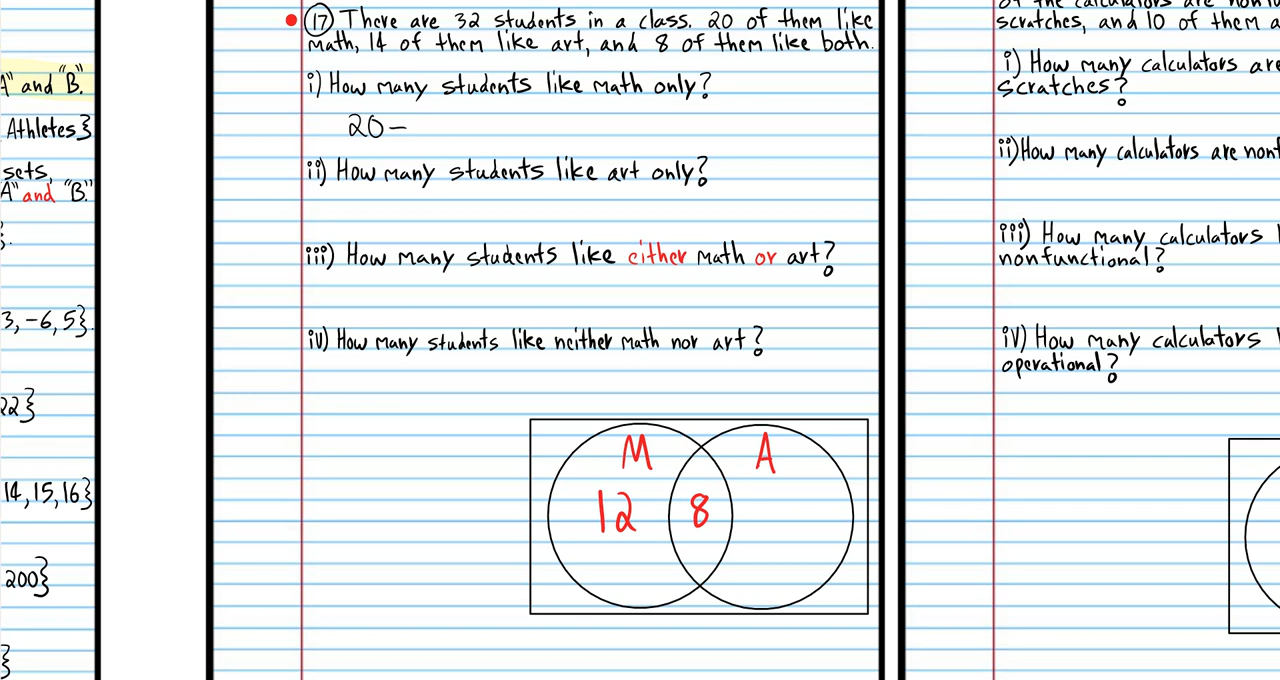 A" and "B."
Athletes}
sets,
A" and "B."
}.
3, -6, 5}.
22}
14, 15, 16}
200}
}
17 There are 32 students in a class. 20 of them like
math, 14 of them like art, and 8 of them like both.
i) How many students like math only?
20 –
ii) How many students like art only?
iii) How many students like either math or art?
iv) How many students like neither math nor art?
M A
12 8
scratches, and 10 of them a
i) How many calculators are
scratches?
ii) How many calculators are nonf
iii) How many calculators
nonfunctional?
iv) How many calculators
operational?